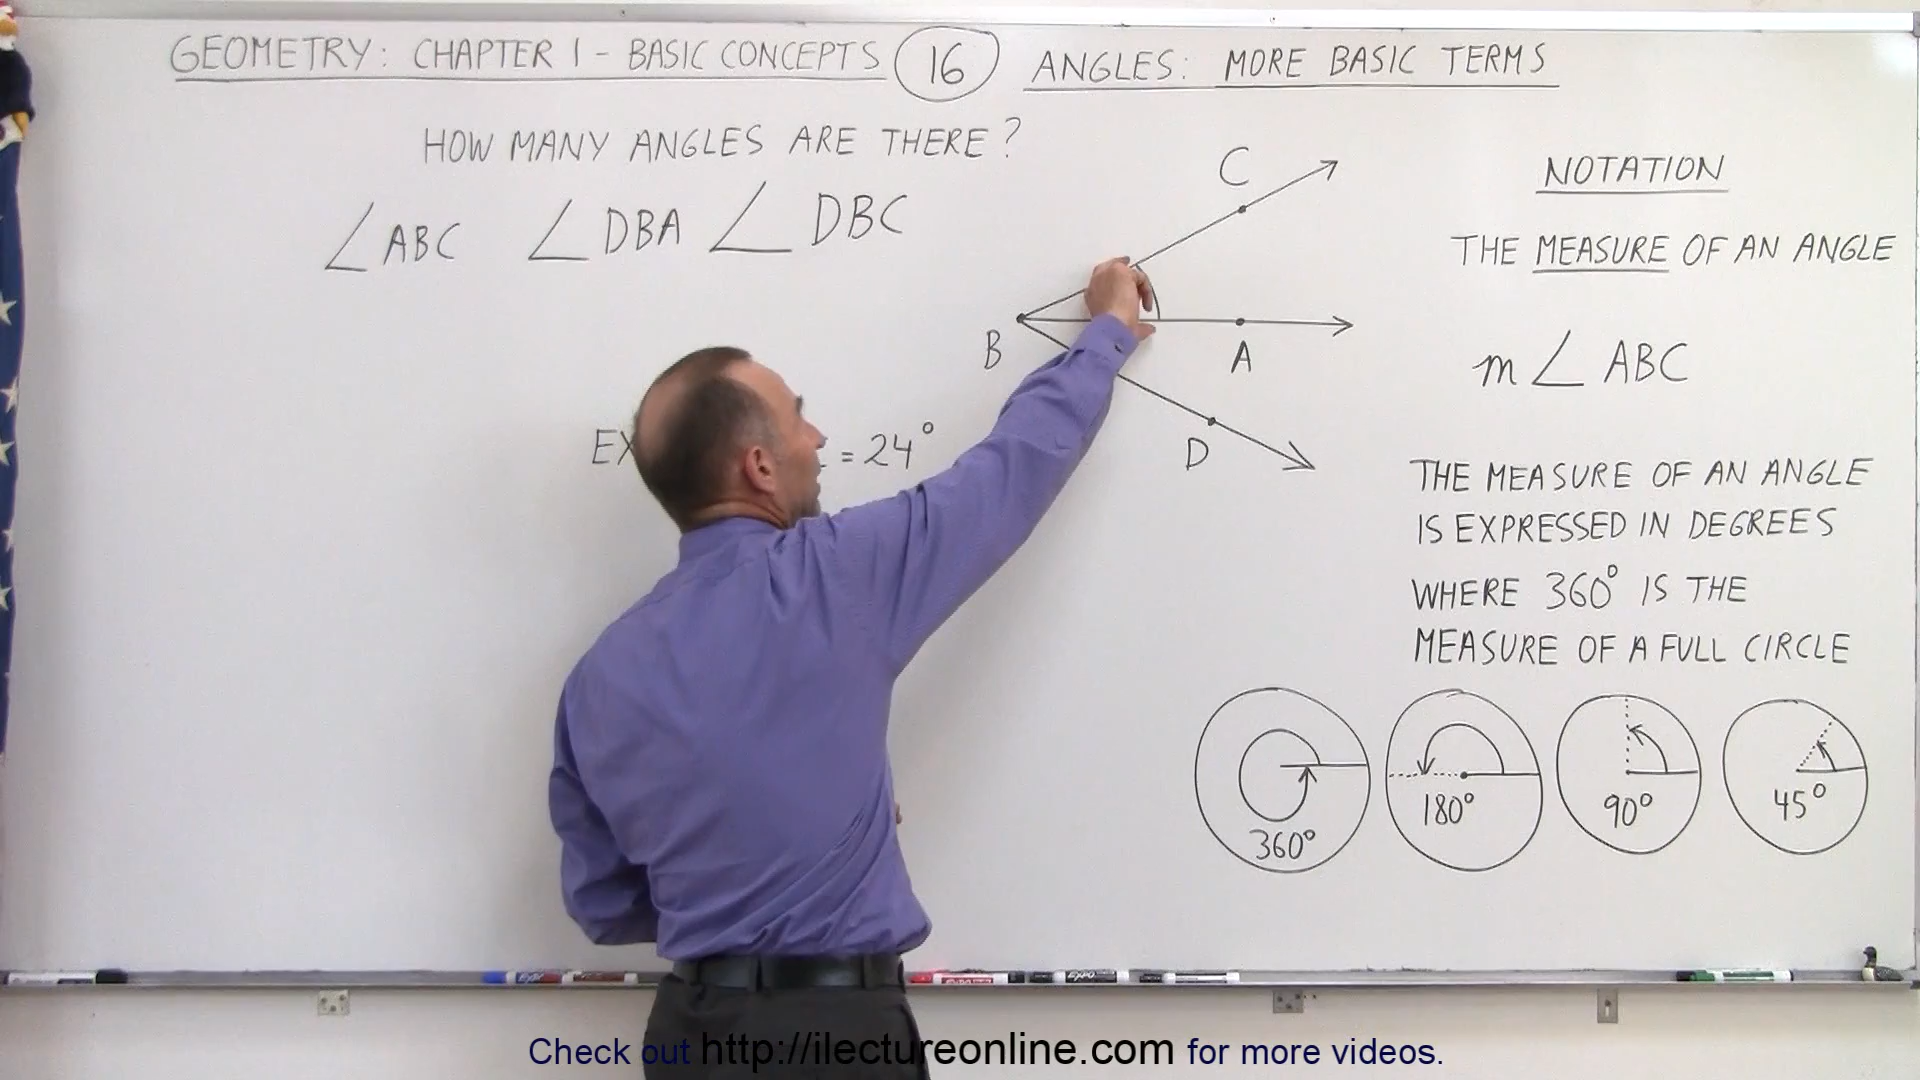 GEOMETRY: CHAPTER 1 - BASIC CONCEPTS 16 ANGLES: MORE BASIC TERMS
HOW MANY ANGLES ARE THERE?
∠ABC ∠DBA ∠DBC
C
B
A
D
= 24°
NOTATION
THE MEASURE OF AN ANGLE
m∠ABC
THE MEASURE OF AN ANGLE
IS EXPRESSED IN DEGREES
WHERE 360° IS THE
MEASURE OF A FULL CIRCLE
360° 180° 90° 45°
Check out http://ilectureonline.com for more videos.